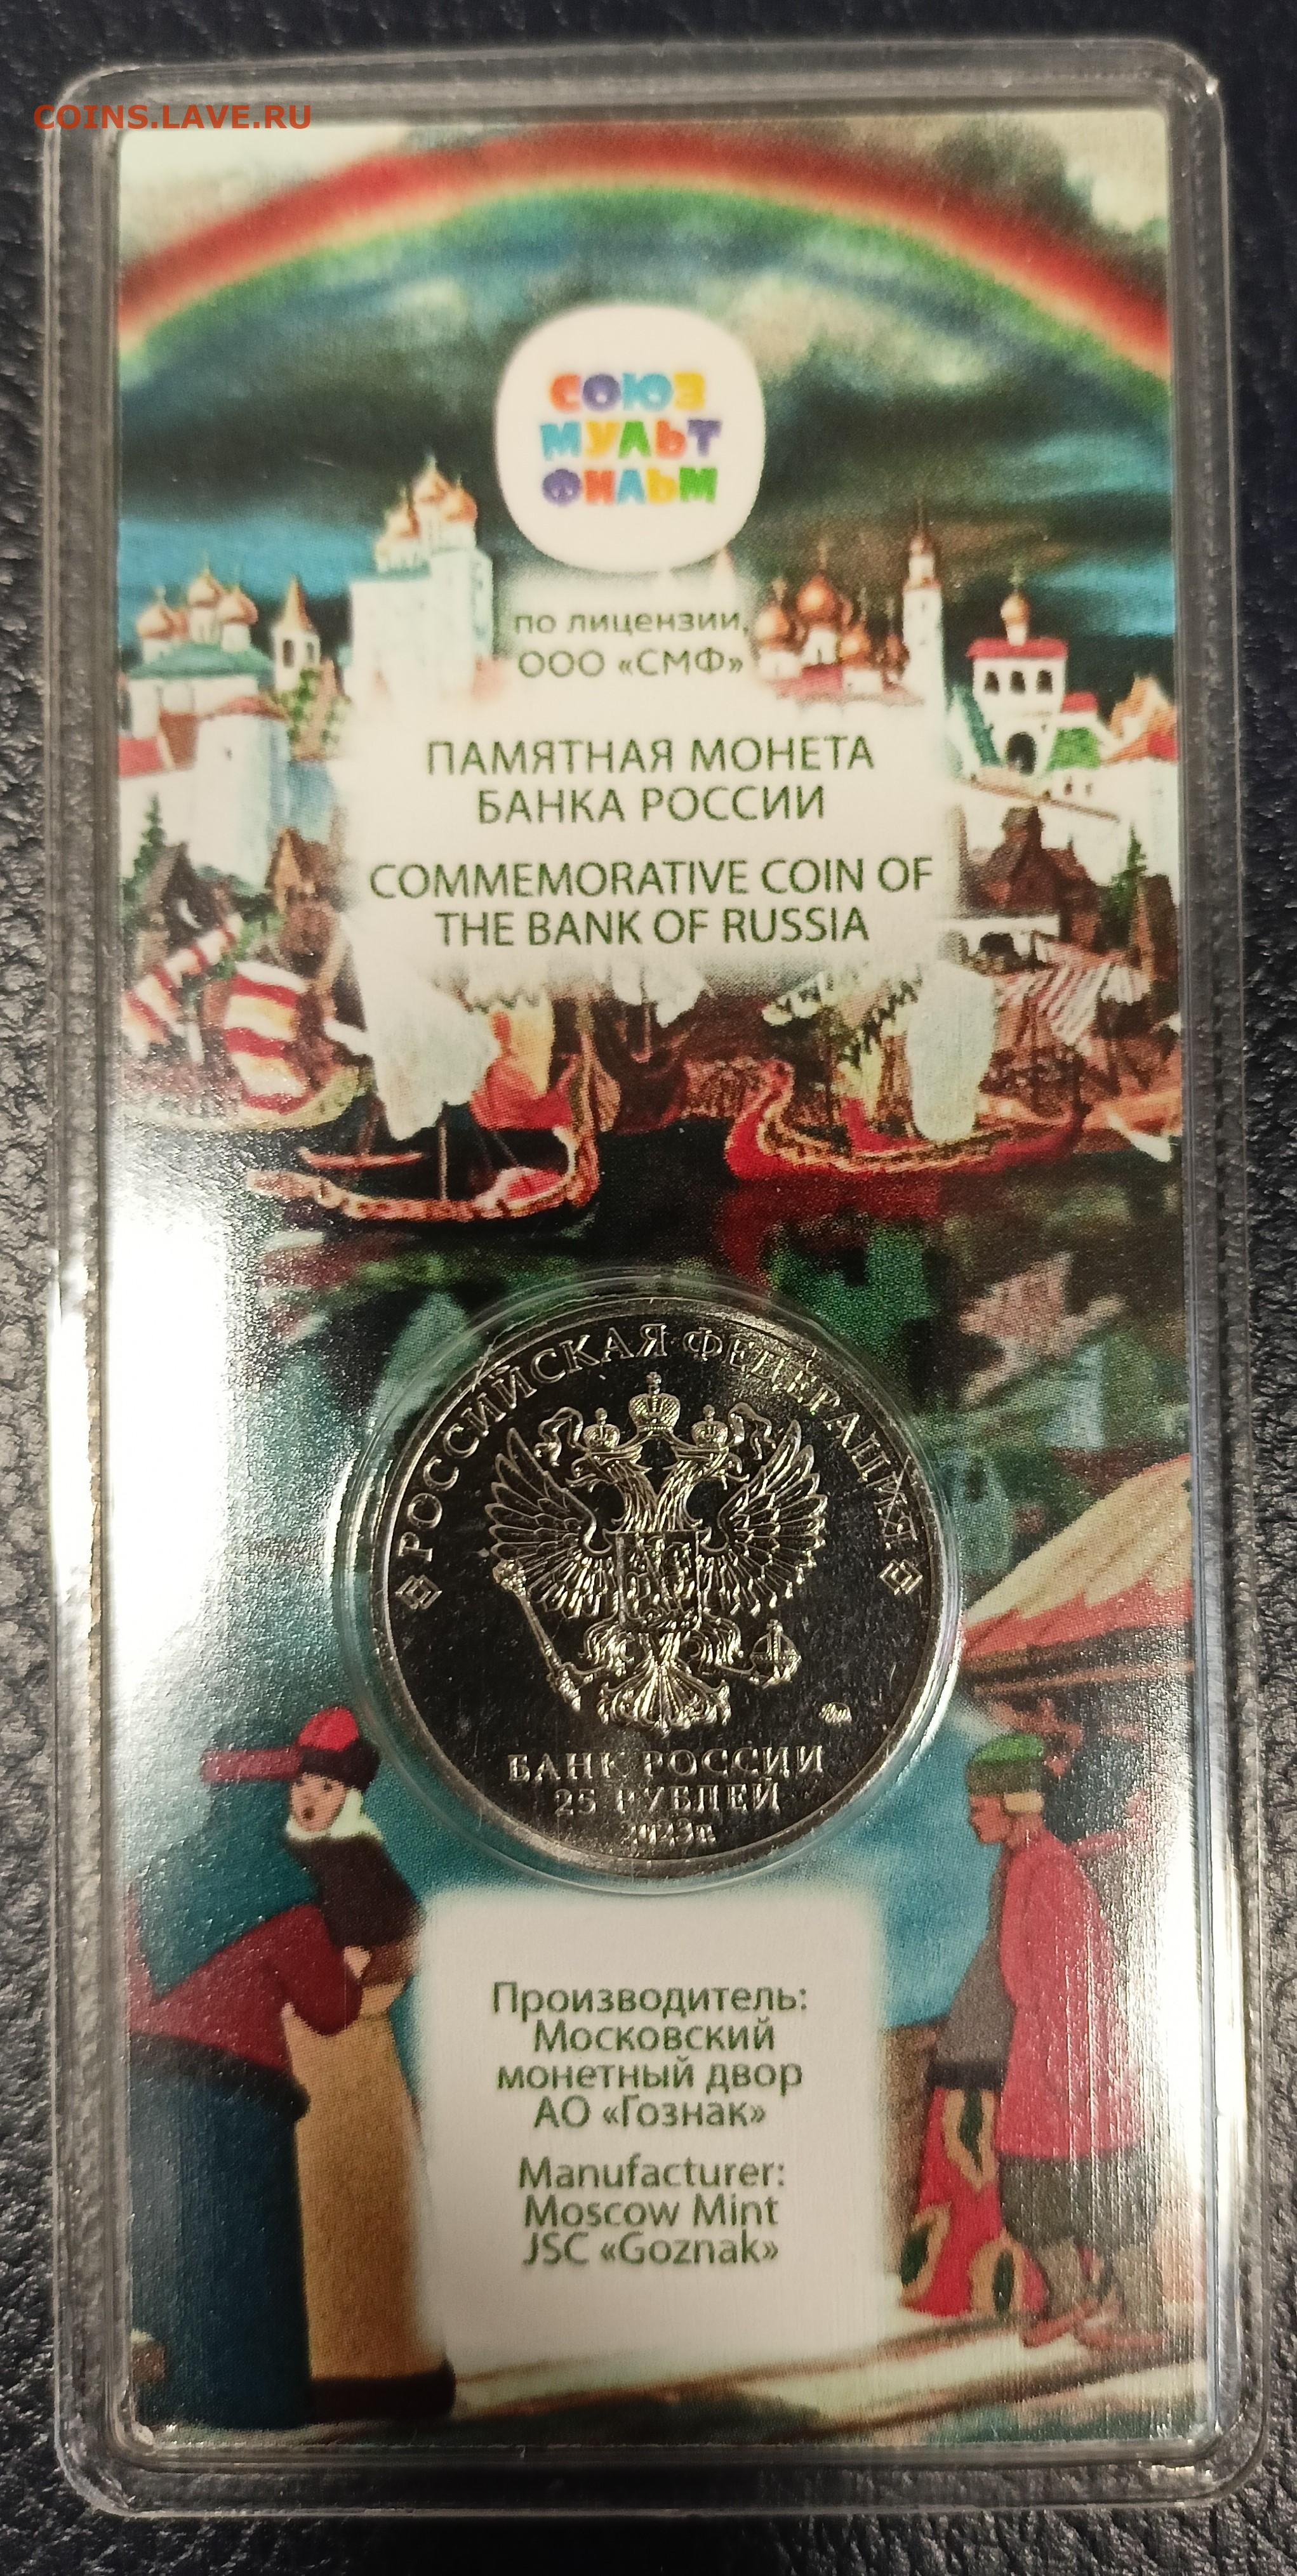 COINS.LAVE.RU
СОЮЗ
МУЛЬТ
ФИЛЬМ
по лицензии
ООО «СМФ»
ПАМЯТНАЯ МОНЕТА
БАНКА РОССИИ
COMMEMORATIVE COIN OF
THE BANK OF RUSSIA
РОССИЙСКАЯ ФЕДЕРАЦИЯ
БАНК РОССИИ
25 РУБЛЕЙ
2023 г.
Производитель:
Московский
монетный двор
АО «Гознак»
Manufacturer:
Moscow Mint
JSC «Goznak»